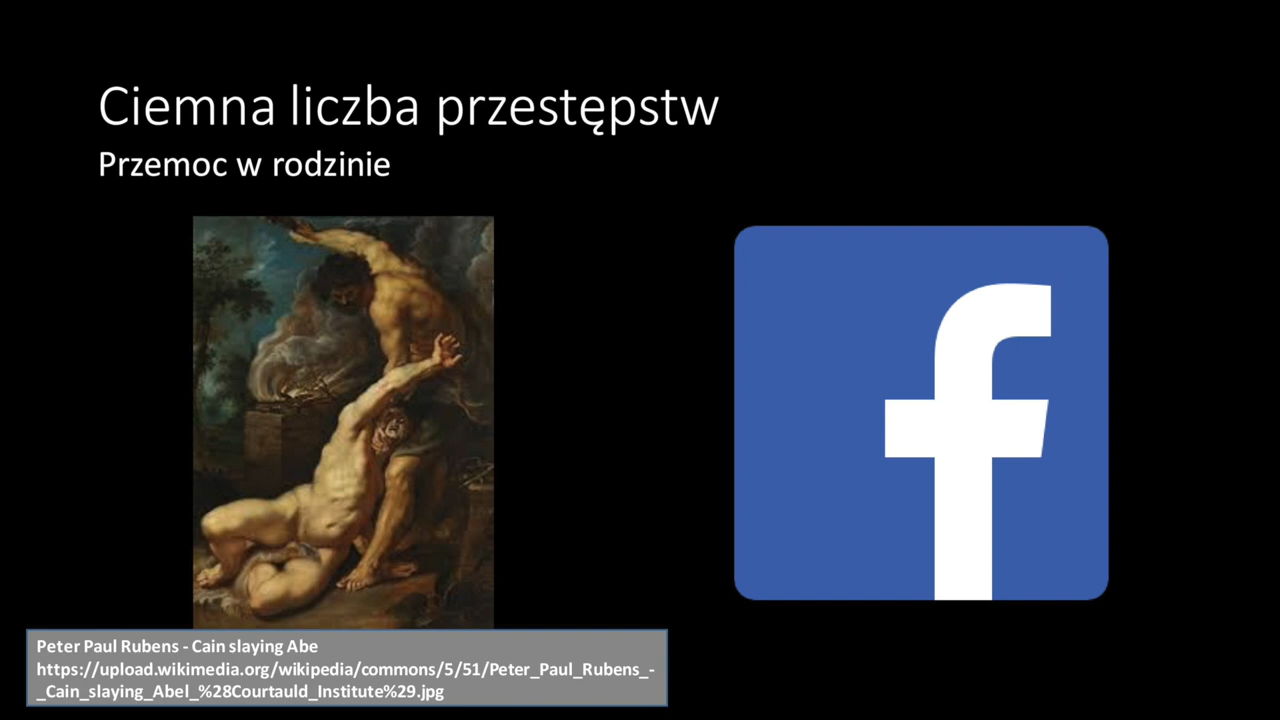 Ciemna liczba przestępstw
Przemoc w rodzinie
f
Peter Paul Rubens - Cain slaying Abe
https://upload.wikimedia.org/wikipedia/commons/5/51/Peter_Paul_Rubens_-
_Cain_slaying_Abel_%28Courtauld_Institute%29.jpg